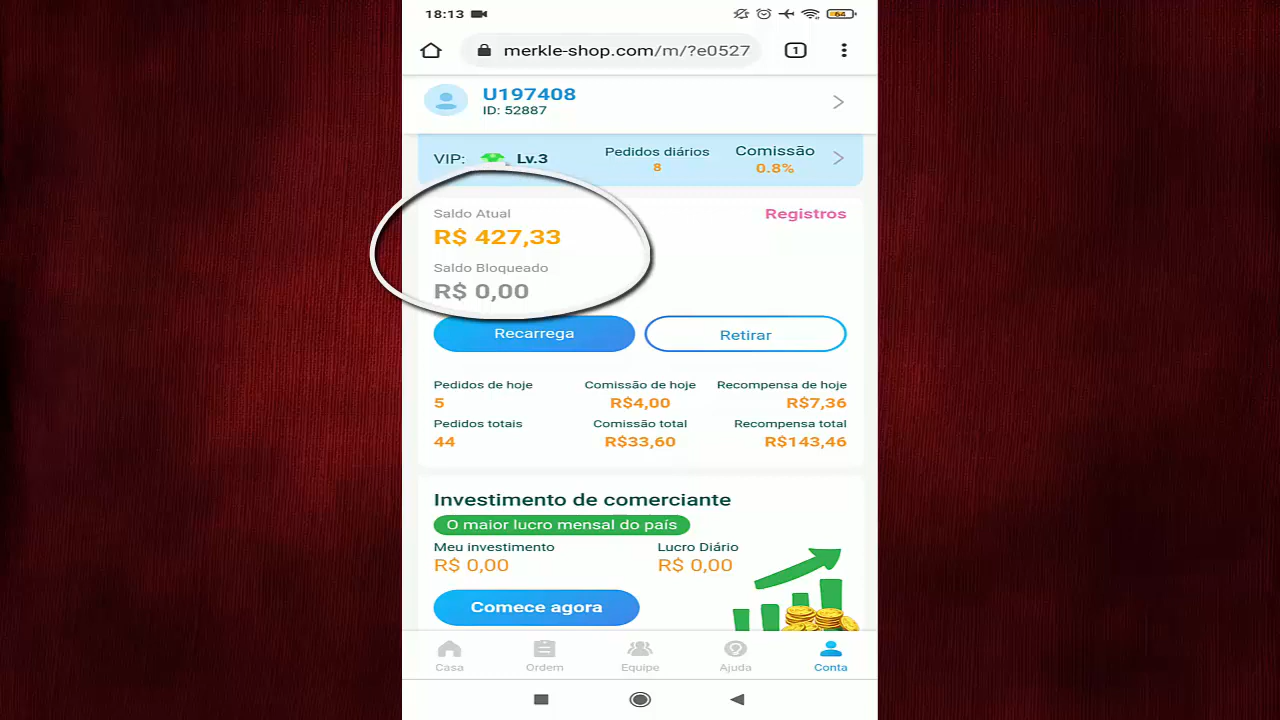 18:13
64
merkle-shop.com/m/?e0527
1
U197408
ID: 52887
VIP: Lv.3
Pedidos diários
8
Comissão
0.8%
Saldo Atual
R$ 427,33
Registros
Saldo Bloqueado
R$ 0,00
Recarrega
Retirar
Pedidos de hoje
5
Comissão de hoje
R$4,00
Recompensa de hoje
R$7,36
Pedidos totais
44
Comissão total
R$33,60
Recompensa total
R$143,46
Investimento de comerciante
O maior lucro mensal do país
Meu investimento
R$ 0,00
Lucro Diário
R$ 0,00
Comece agora
Casa
Ordem
Equipe
Ajuda
Conta